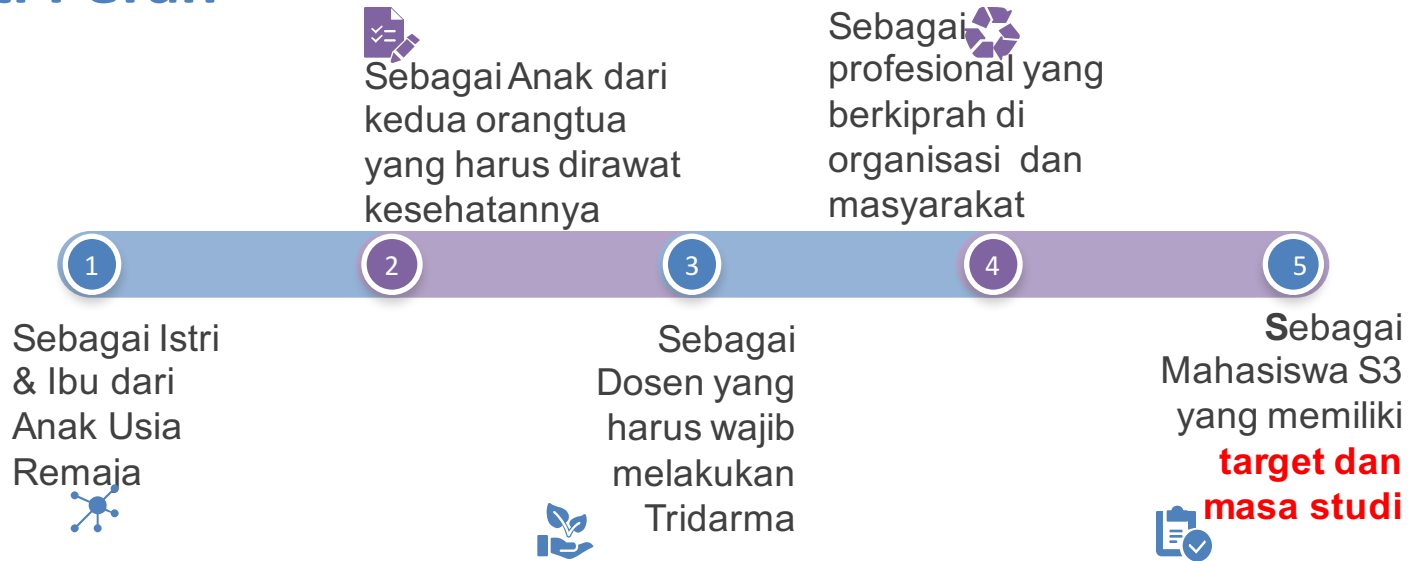 Sebagai Anak dari
kedua orangtua
yang harus dirawat
kesehatannya
Sebagai
profesional yang
berkiprah di
organisasi dan
masyarakat
1
2
3
4
5
Sebagai Istri
& Ibu dari
Anak Usia
Remaja
Sebagai
Dosen yang
harus wajib
melakukan
Tridarma
Sebagai
Mahasiswa S3
yang memiliki
target dan
masa studi